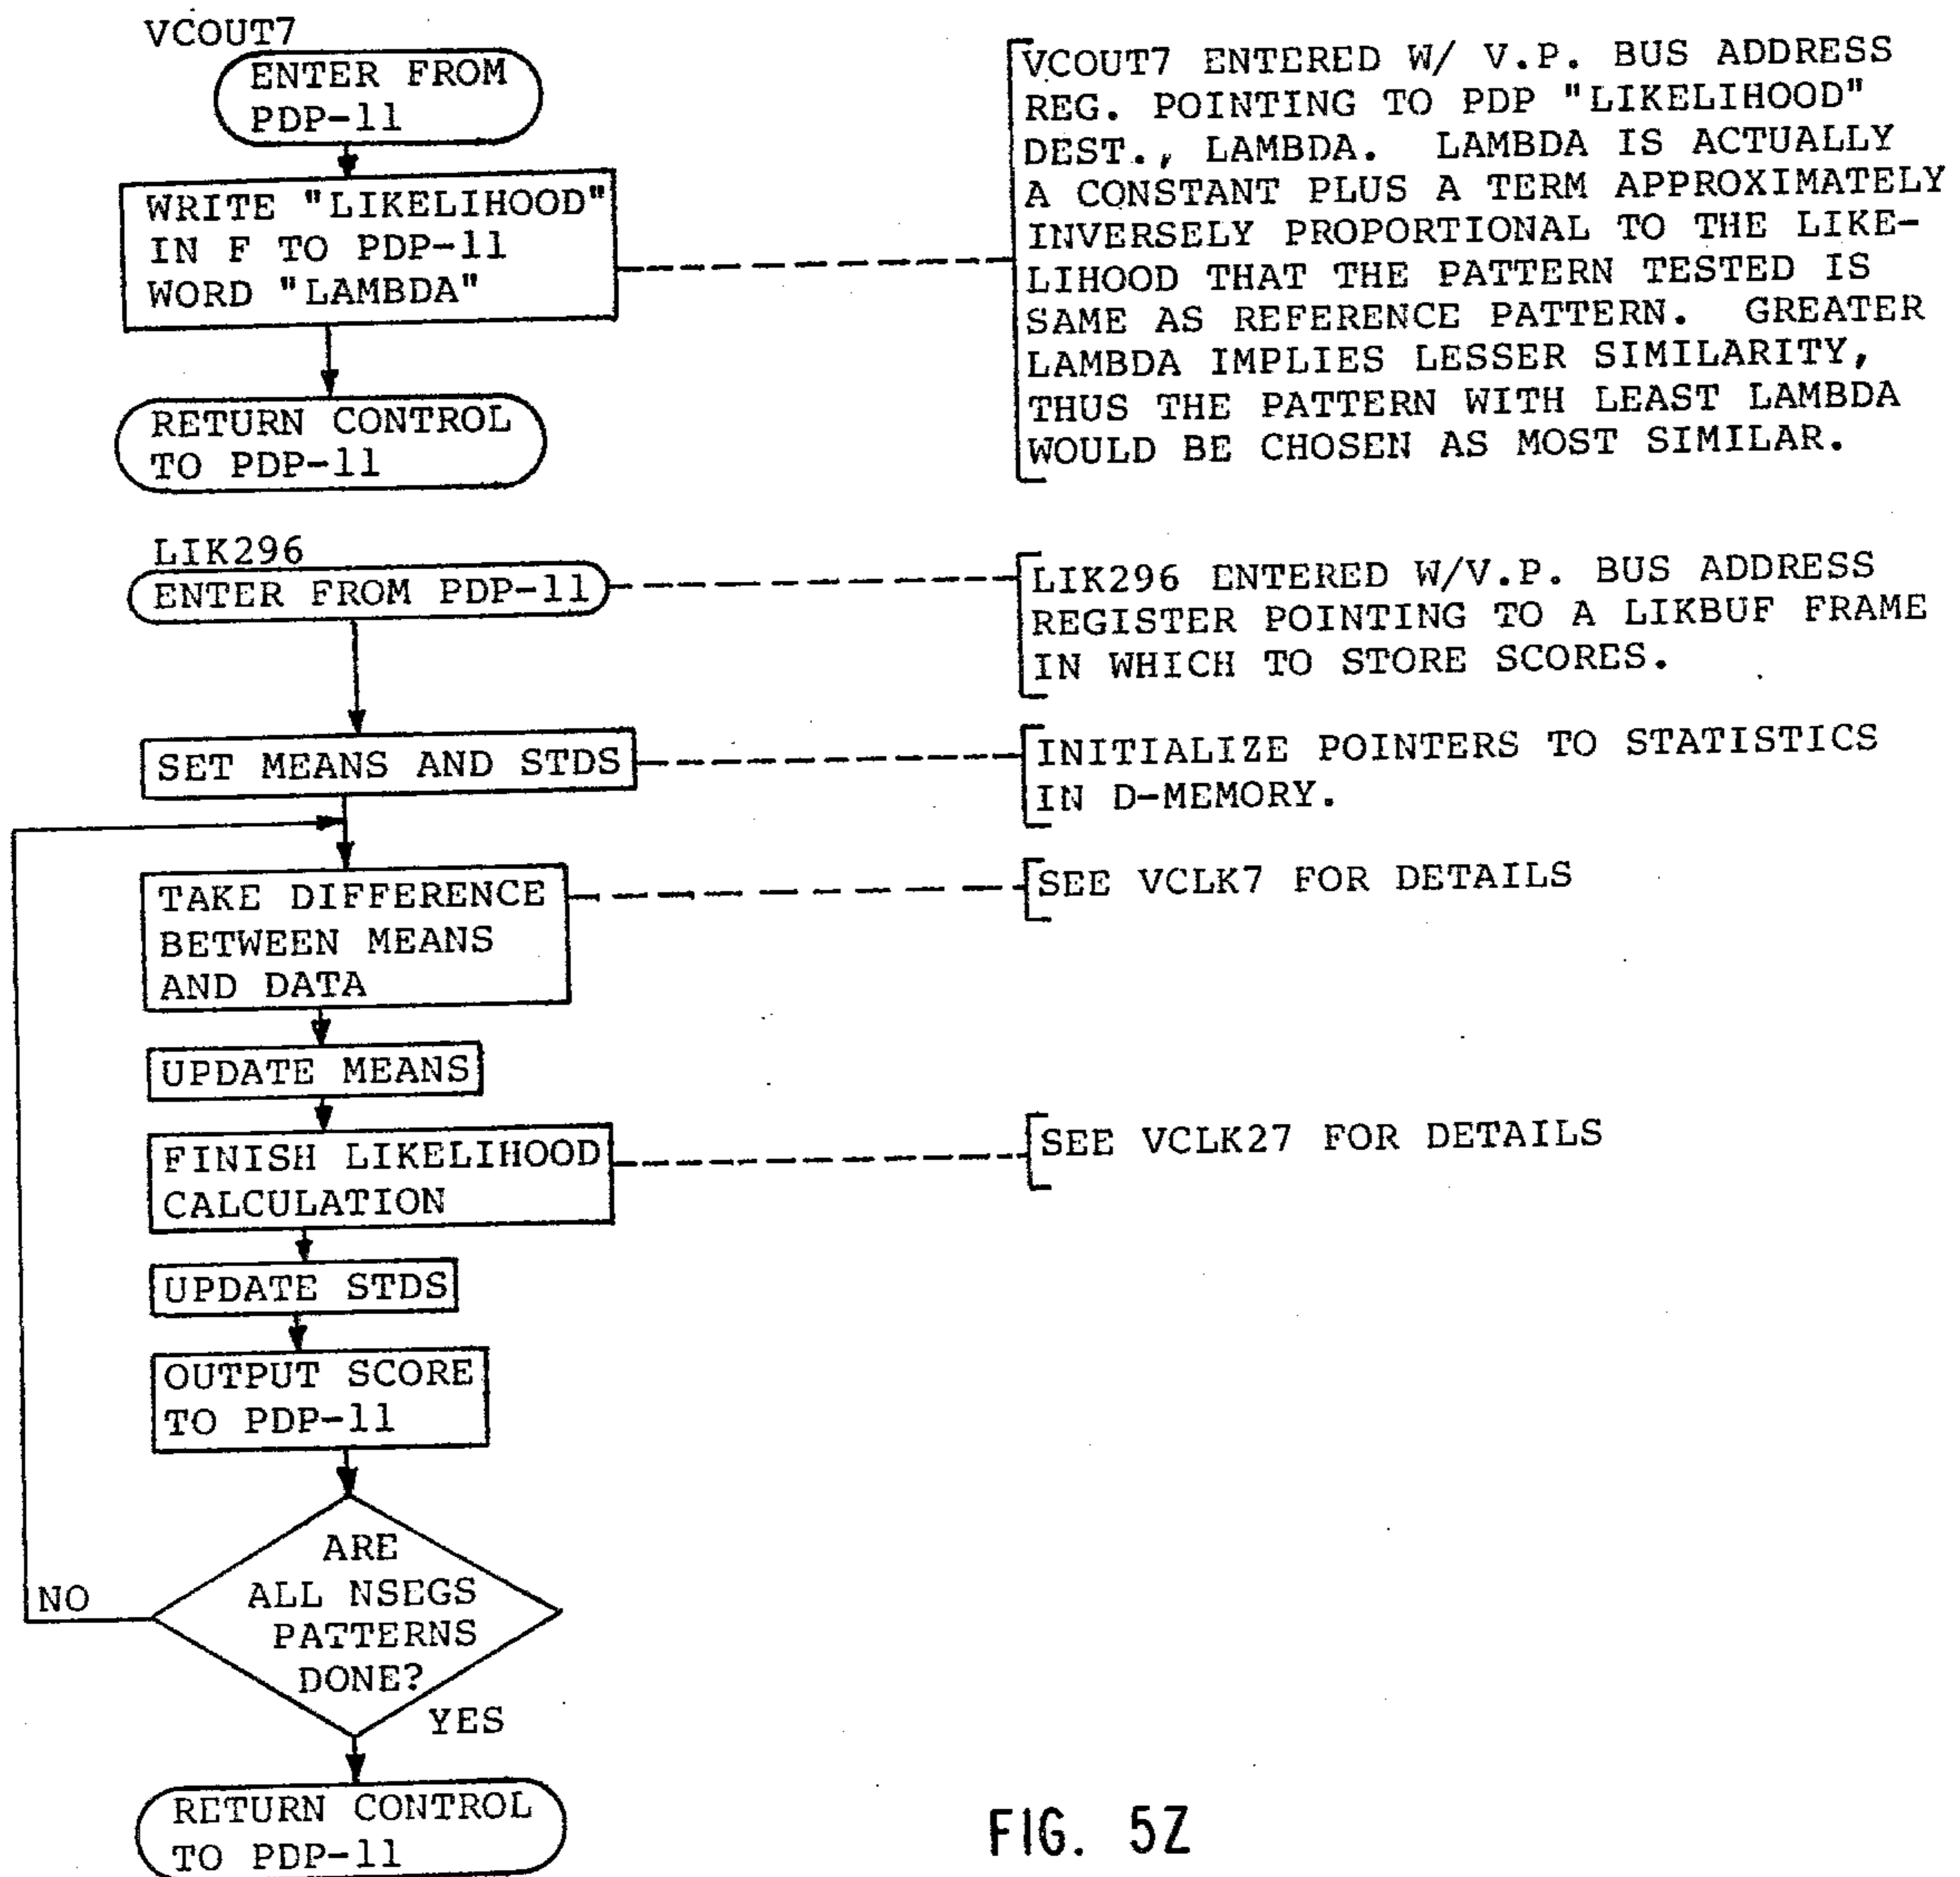 VCOUT7
ENTER FROM
PDP-11
WRITE "LIKELIHOOD"
IN F TO PDP-11
WORD "LAMBDA"
RETURN CONTROL
TO PDP-11
VCOUT7 ENTERED W/ V.P. BUS ADDRESS
REG. POINTING TO PDP "LIKELIHOOD"
DEST., LAMBDA. LAMBDA IS ACTUALLY
A CONSTANT PLUS A TERM APPROXIMATELY
INVERSELY PROPORTIONAL TO THE LIKE-
LIHOOD THAT THE PATTERN TESTED IS
SAME AS REFERENCE PATTERN. GREATER
LAMBDA IMPLIES LESSER SIMILARITY,
THUS THE PATTERN WITH LEAST LAMBDA
WOULD BE CHOSEN AS MOST SIMILAR.
LIK296
ENTER FROM PDP-11
LIK296 ENTERED W/V.P. BUS ADDRESS
REGISTER POINTING TO A LIKBUF FRAME
IN WHICH TO STORE SCORES.
SET MEANS AND STDS
INITIALIZE POINTERS TO STATISTICS
IN D-MEMORY.
TAKE DIFFERENCE
BETWEEN MEANS
AND DATA
SEE VCLK7 FOR DETAILS
UPDATE MEANS
FINISH LIKELIHOOD
CALCULATION
SEE VCLK27 FOR DETAILS
UPDATE STDS
OUTPUT SCORE
TO PDP-11
ARE
ALL NSEGS
PATTERNS
DONE?
NO
YES
RETURN CONTROL
TO PDP-11
FIG. 5Z